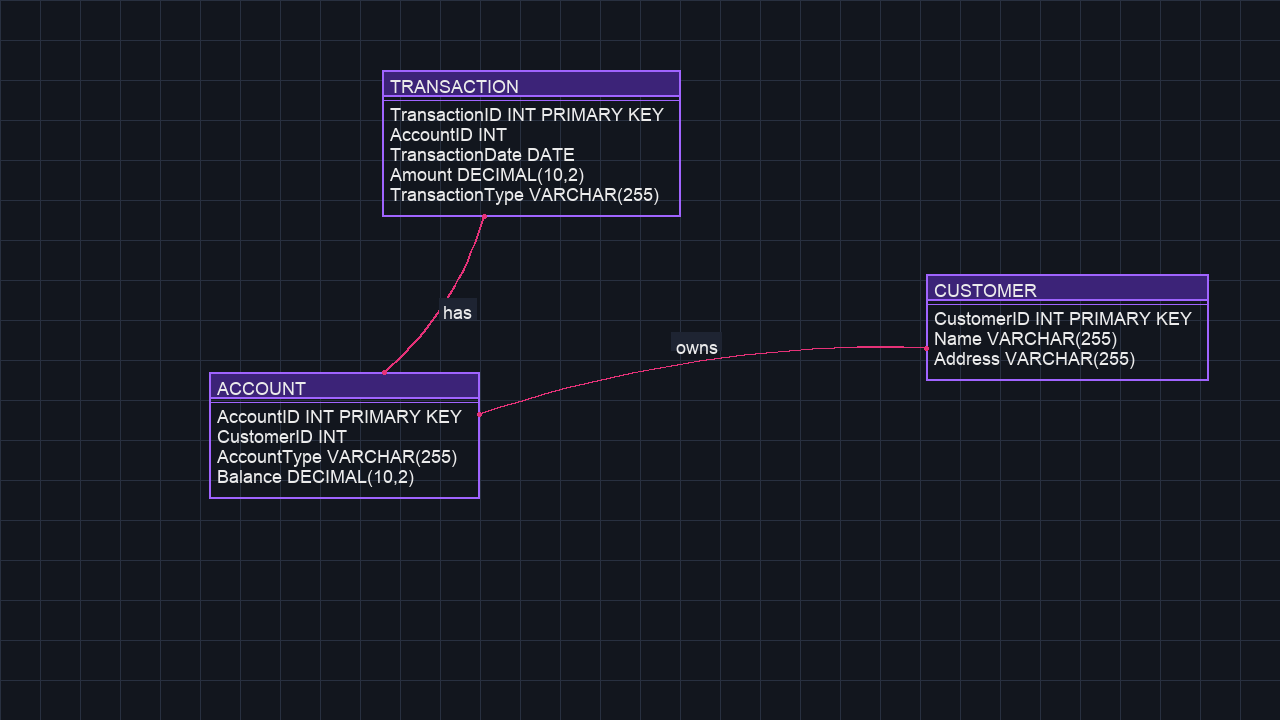 TRANSACTION
TransactionID INT PRIMARY KEY
AccountID INT
TransactionDate DATE
Amount DECIMAL(10,2)
TransactionType VARCHAR(255)
has
owns
CUSTOMER
CustomerID INT PRIMARY KEY
Name VARCHAR(255)
Address VARCHAR(255)
ACCOUNT
AccountID INT PRIMARY KEY
CustomerID INT
AccountType VARCHAR(255)
Balance DECIMAL(10,2)